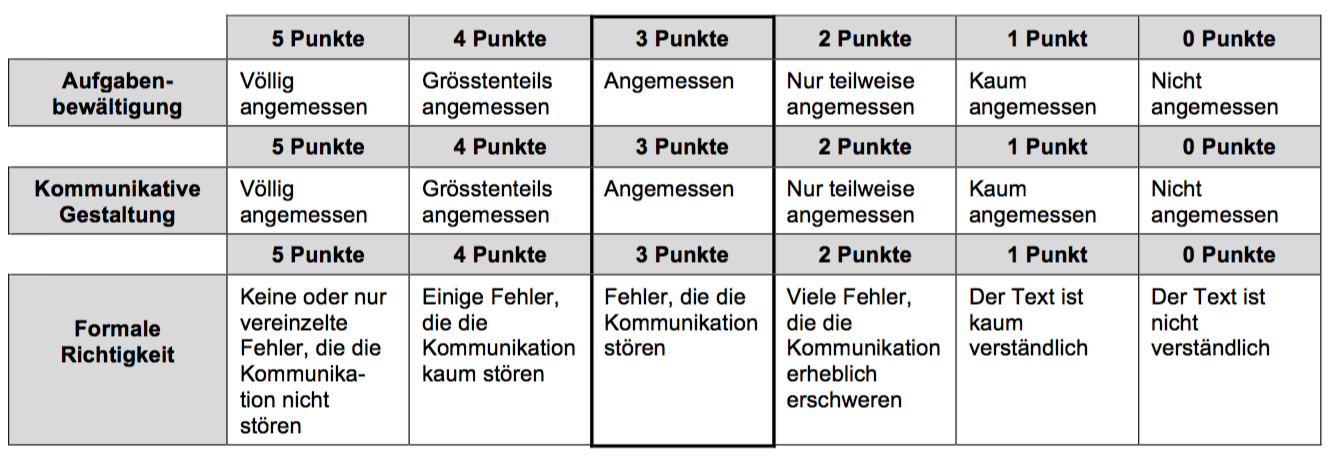 5 Punkte 4 Punkte 3 Punkte 2 Punkte 1 Punkt 0 Punkte
Aufgaben-
bewältigung
Völlig
angemessen
Grösstenteils
angemessen
Angemessen
Nur teilweise
angemessen
Kaum
angemessen
Nicht
angemessen
5 Punkte 4 Punkte 3 Punkte 2 Punkte 1 Punkt 0 Punkte
Kommunikative
Gestaltung
Völlig
angemessen
Grösstenteils
angemessen
Angemessen
Nur teilweise
angemessen
Kaum
angemessen
Nicht
angemessen
5 Punkte 4 Punkte 3 Punkte 2 Punkte 1 Punkt 0 Punkte
Formale
Richtigkeit
Keine oder nur
vereinzelte
Fehler, die die
Kommunika-
tion nicht
stören
Einige Fehler,
die die
Kommunikation
kaum stören
Fehler, die die
Kommunikation
stören
Viele Fehler,
die die
Kommunikation
erheblich
erschweren
Der Text ist
kaum
verständlich
Der Text ist
nicht
verständlich